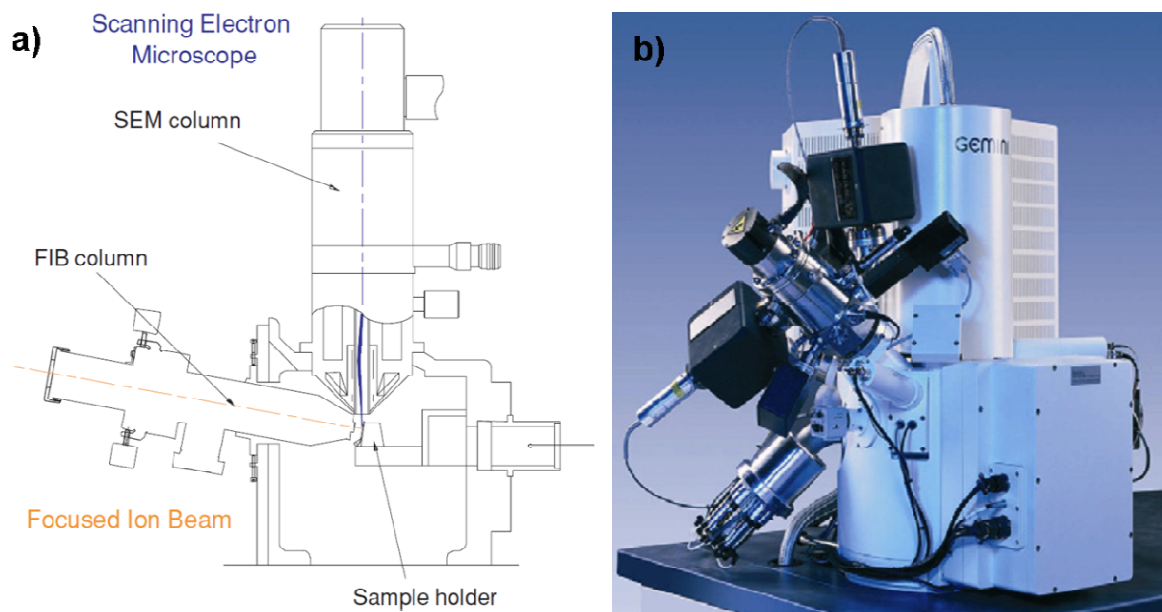 a)
Scanning Electron
Microscope
SEM column
FIB column
Focused Ion Beam
Sample holder
b)
GEMINI